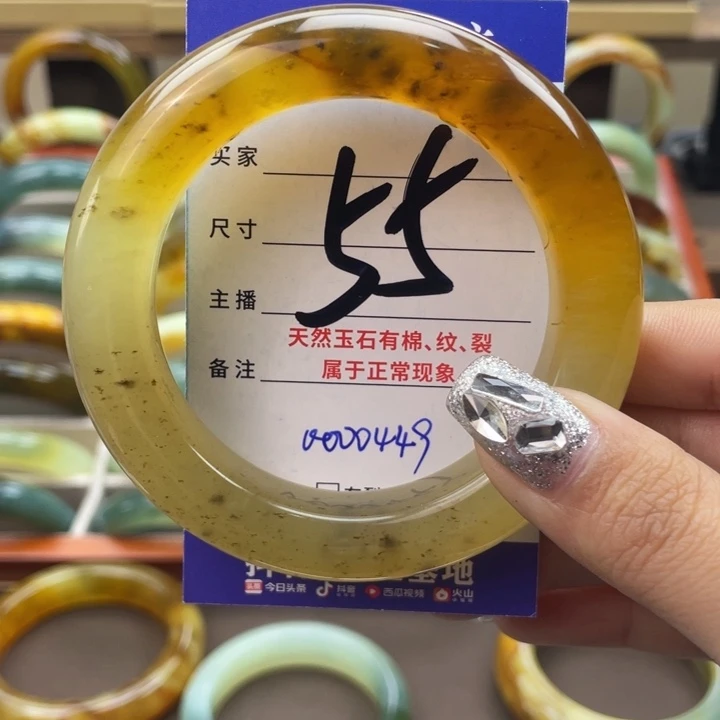 买家
尺寸
55
主播
天然玉石有棉、纹、裂
备注
属于正常现象
0000449
今日头条 抖音 西瓜视频 火山